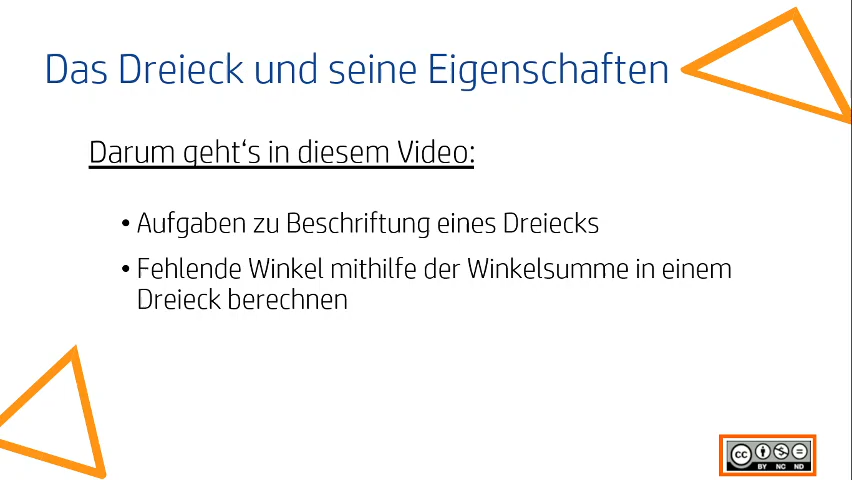 Das Dreieck und seine Eigenschaften
Darum geht‘s in diesem Video:
• Aufgaben zu Beschriftung eines Dreiecks
• Fehlende Winkel mithilfe der Winkelsumme in einem
Dreieck berechnen
cc
BY NC ND